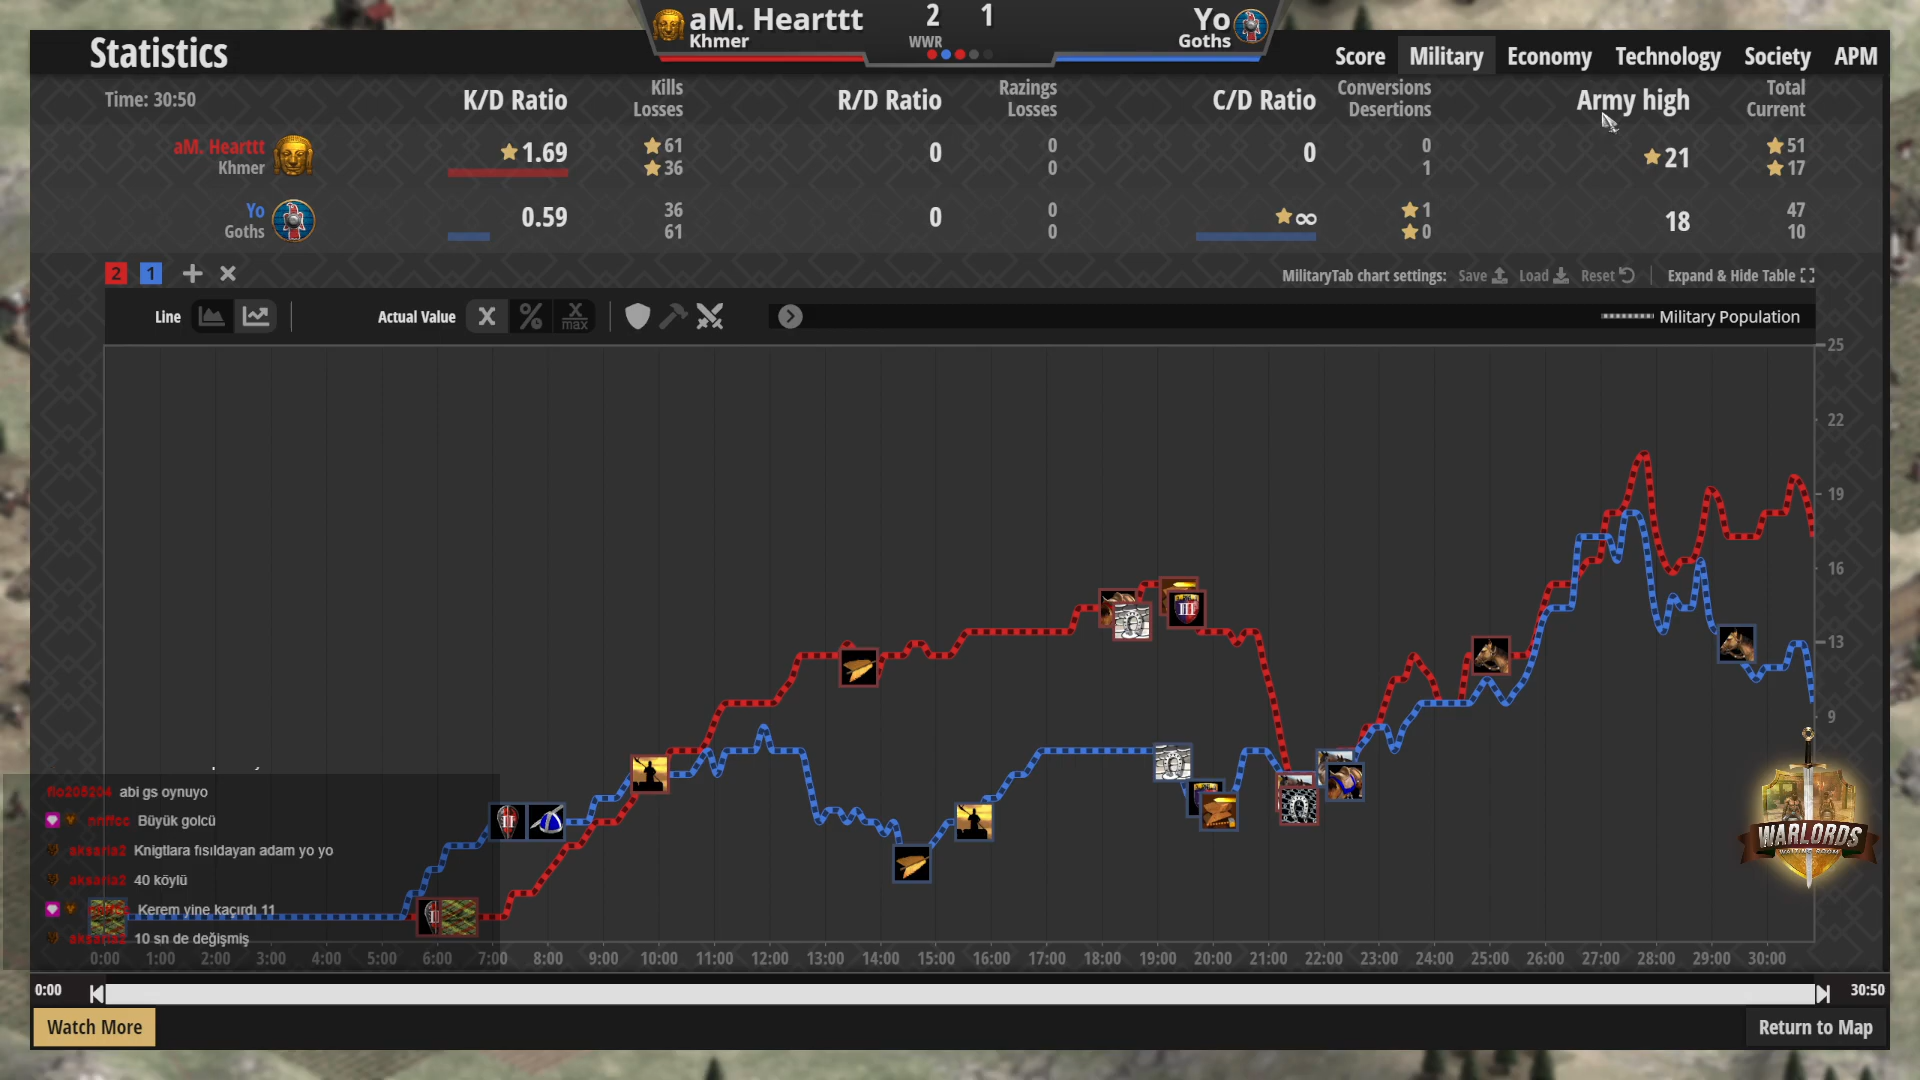 aM. Hearttt
Khmer
2 1
WWR
Yo
Goths
Statistics
Score Military Economy Technology Society APM
Time: 30:50
K/D Ratio
Kills
Losses
R/D Ratio
Razings
Losses
C/D Ratio
Conversions
Desertions
Army high
Total
Current
aM. Hearttt
Khmer
1.69
61
36
0
0
0
0
0
1
21
51
17
Yo
Goths
0.59
36
61
0
0
0
∞
1
0
18
47
10
2 1
MilitaryTab chart settings: Save Load Reset Expand & Hide Table
Line
Actual Value X % X max
Military Population
25
22
19
16
13
9
II
III
flo205204 abi gs oynuyo
Büyük golcü
aksaria2 Knigtlara fısıldayan adam yo yo
aksaria2 40 köylü
Kerem yine kaçırdı 11
aksaria2 10 sn de değişmiş
WARLORDS
WAITING ROOM
0:00 1:00 2:00 3:00 4:00 5:00 6:00 7:00 8:00 9:00 10:00 11:00 12:00 13:00 14:00 15:00 16:00 17:00 18:00 19:00 20:00 21:00 22:00 23:00 24:00 25:00 26:00 27:00 28:00 29:00 30:00
0:00
30:50
Watch More
Return to Map